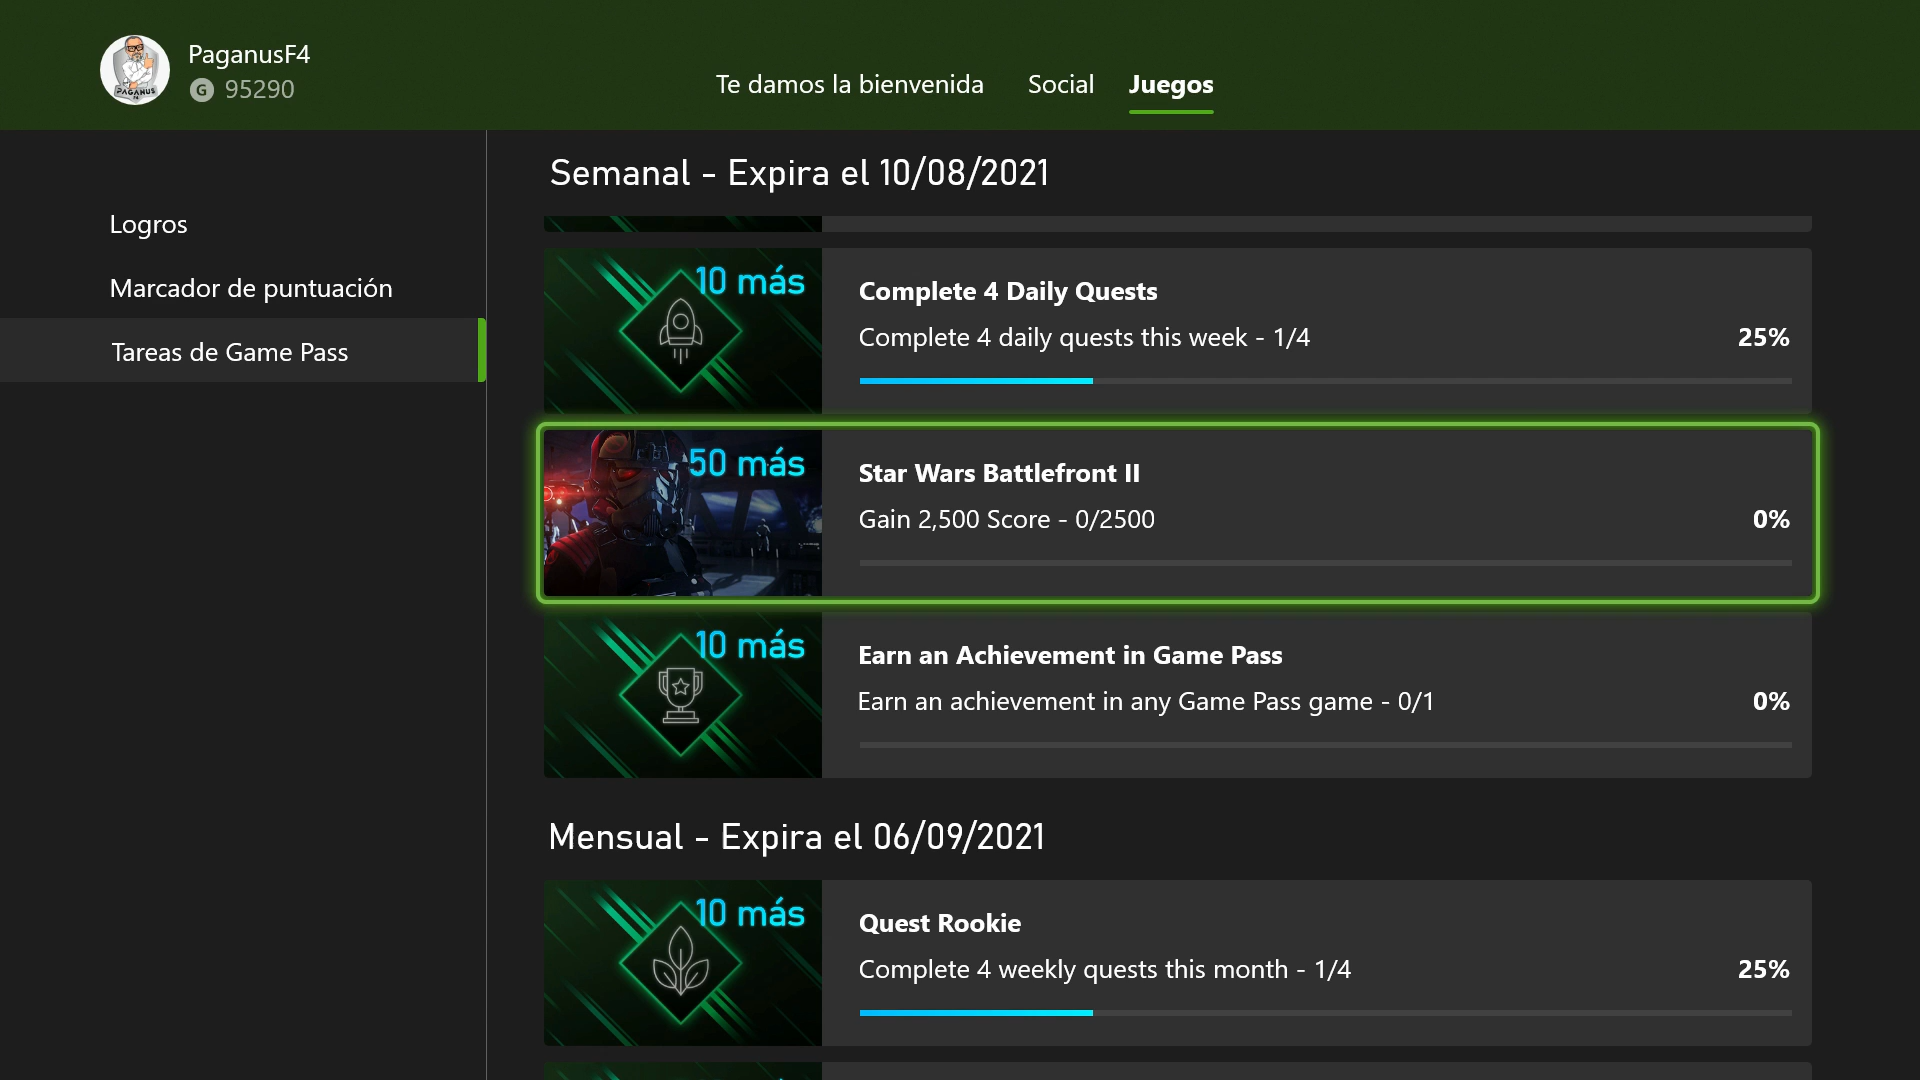 PaganusF4
G 95290
PAGANUS
Te damos la bienvenida
Social
Juegos
Logros
Marcador de puntuación
Tareas de Game Pass
Semanal - Expira el 10/08/2021
10 más
Complete 4 Daily Quests
Complete 4 daily quests this week - 1/4
25%
50 más
Star Wars Battlefront II
Gain 2,500 Score - 0/2500
0%
10 más
Earn an Achievement in Game Pass
Earn an achievement in any Game Pass game - 0/1
0%
Mensual - Expira el 06/09/2021
10 más
Quest Rookie
Complete 4 weekly quests this month - 1/4
25%